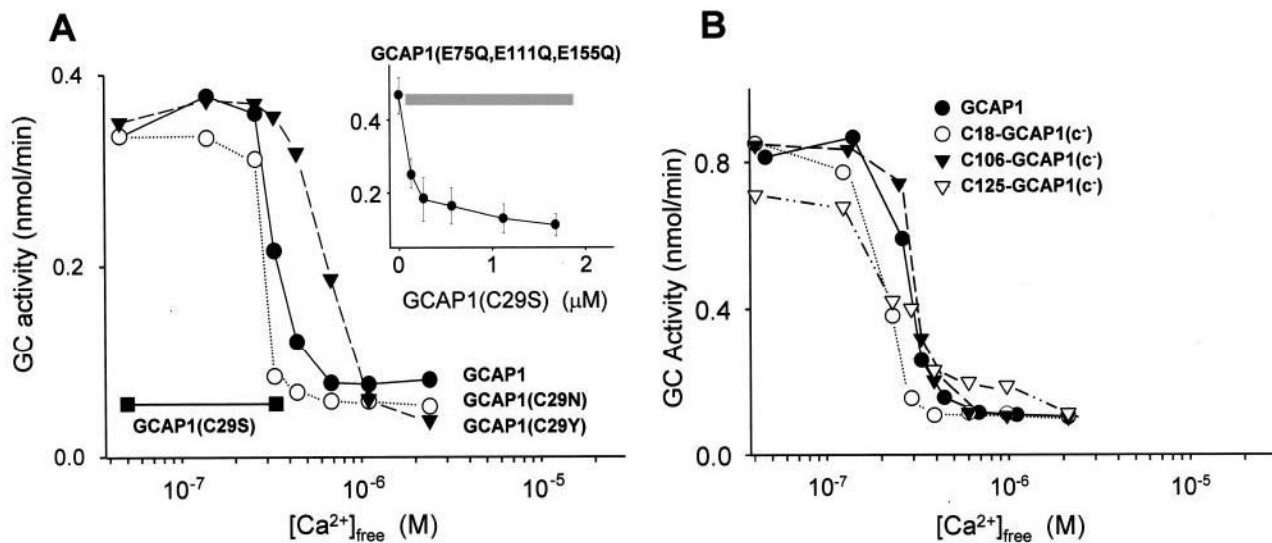 A
GCAP1(E75Q,E111Q,E155Q)
0.4
0.2
0
1
2
GCAP1(C29S) (μM)
GC activity (nmol/min)
0.4
0.2
0.0
GCAP1
GCAP1(C29N)
GCAP1(C29Y)
GCAP1(C29S)
10-7
10-6
10-5
[Ca2+]free (M)
B
GCAP1
C18-GCAP1(c-)
C106-GCAP1(c-)
C125-GCAP1(c-)
GC Activity (nmol/min)
0.8
0.4
0.0
10-7
10-6
10-5
[Ca2+]free (M)